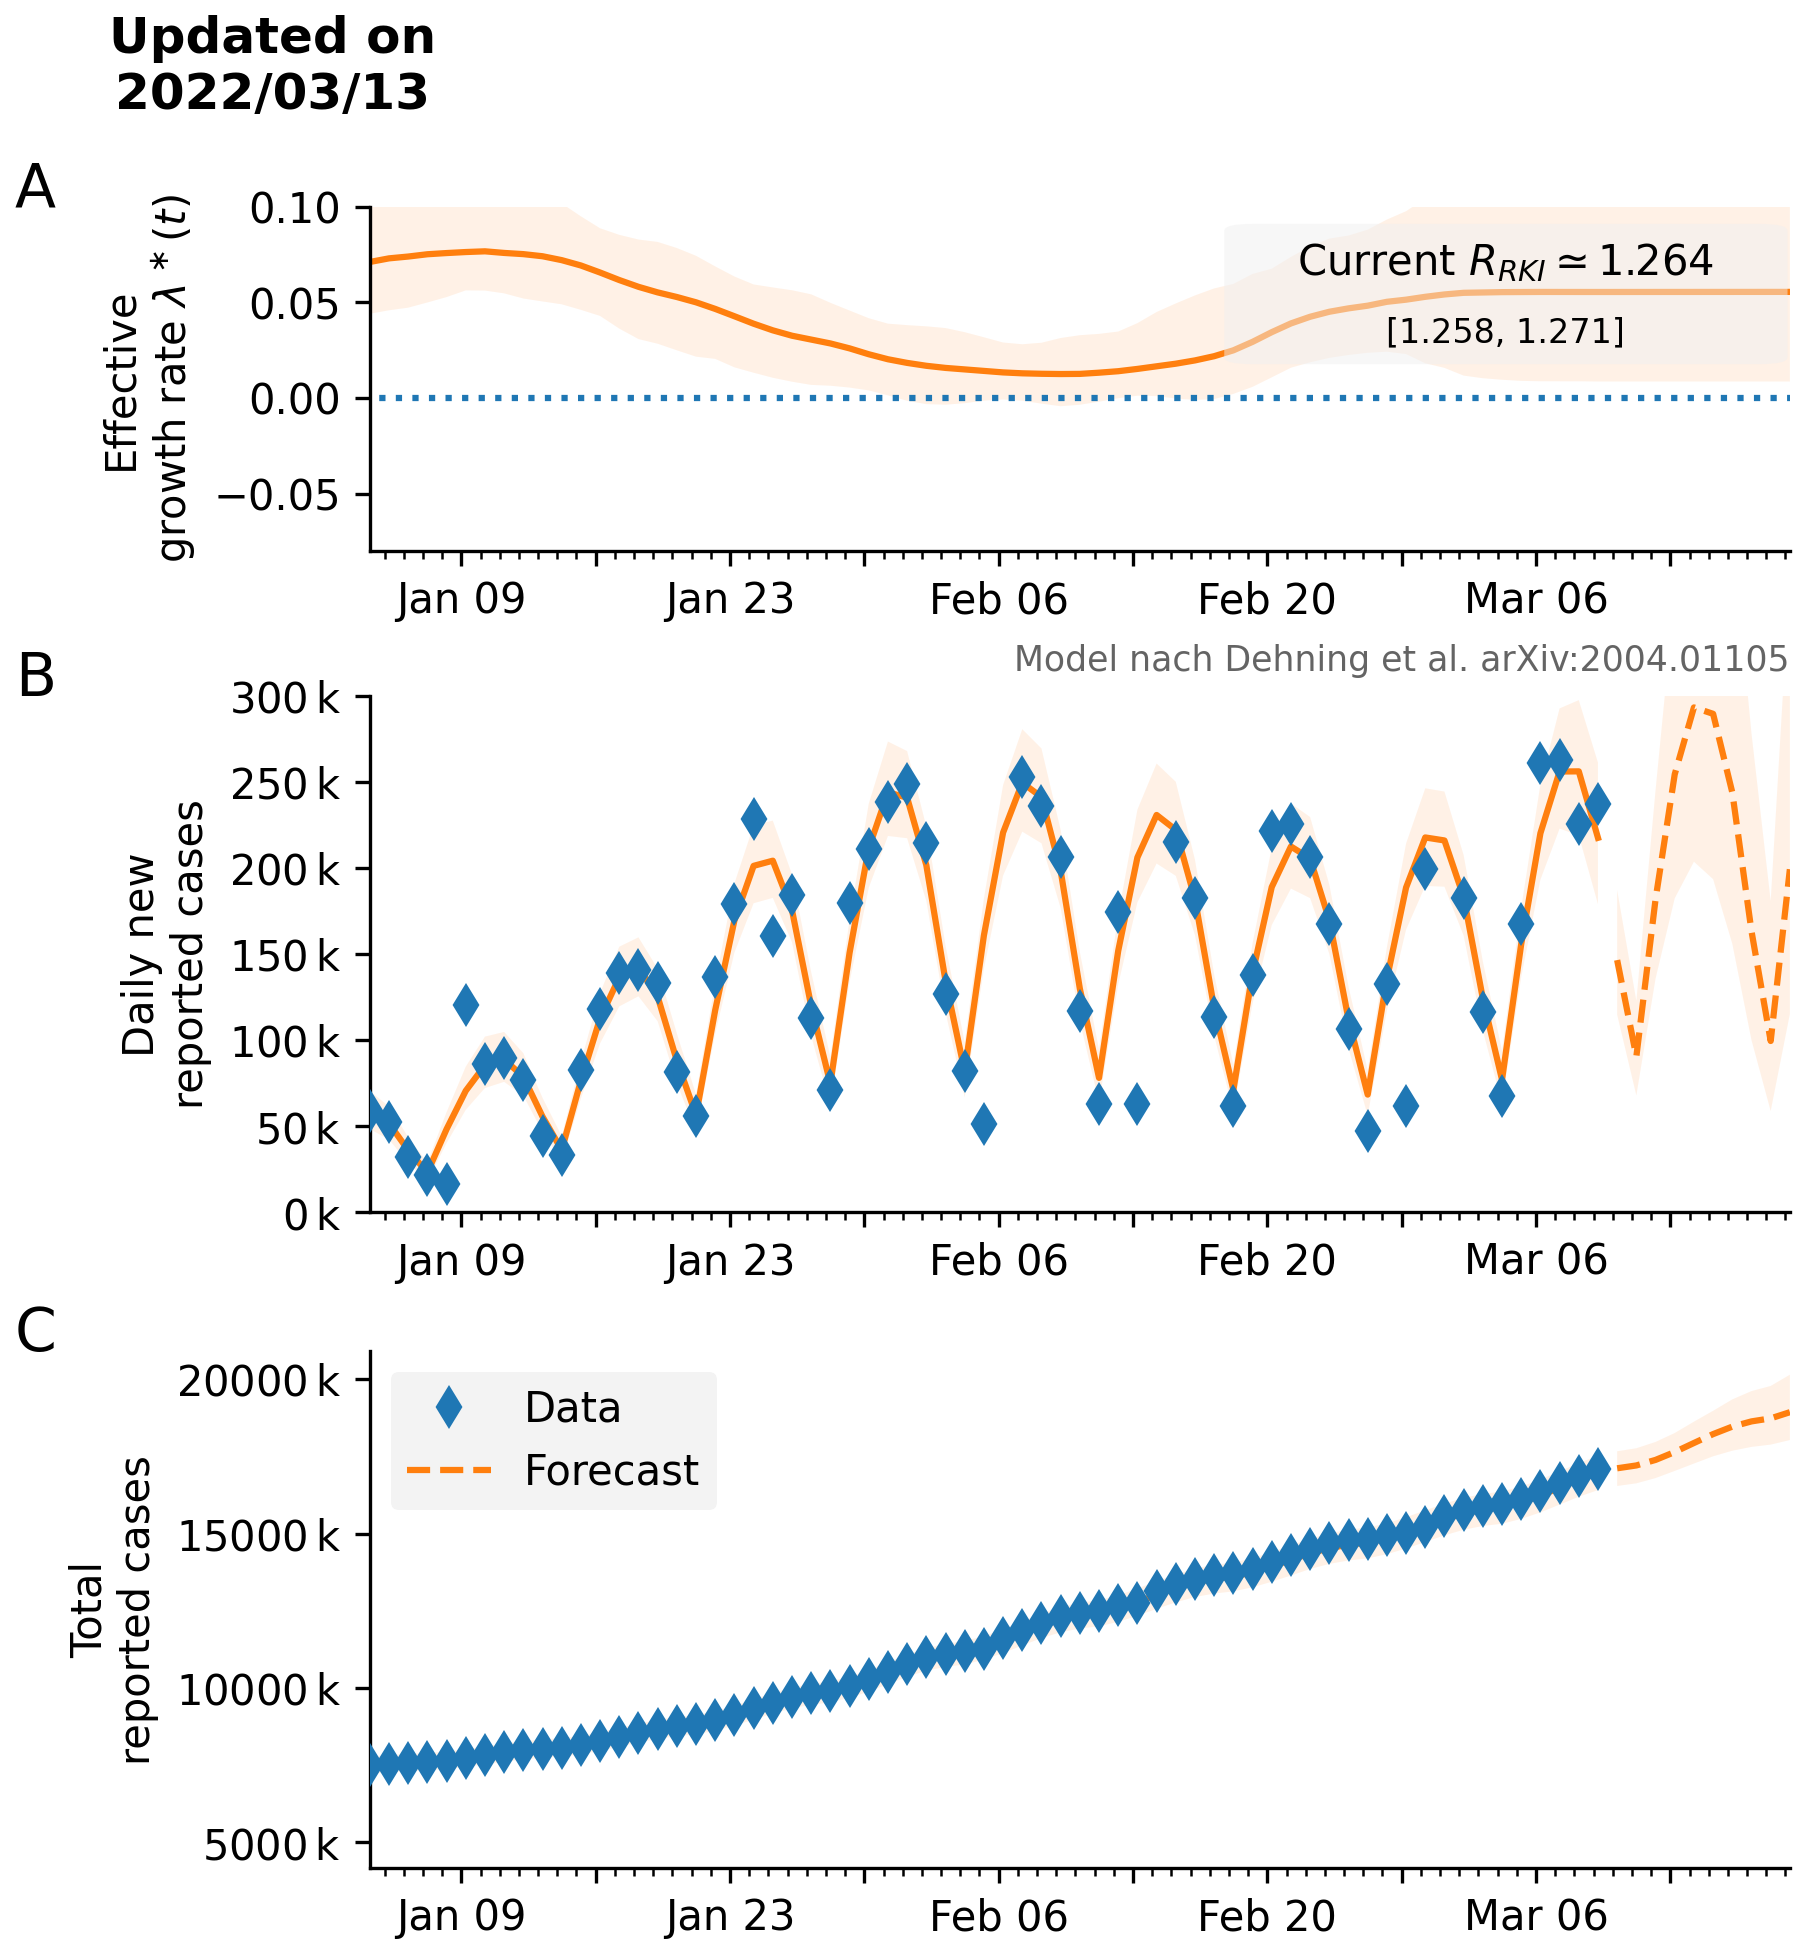 Updated on
2022/03/13
A
Effective
growth rate λ * (t)
0.10
0.05
0.00
−0.05
Current R_RKI ≃ 1.264
[1.258, 1.271]
Jan 09
Jan 23
Feb 06
Feb 20
Mar 06
Model nach Dehning et al. arXiv:2004.01105
B
Daily new
reported cases
300 k
250 k
200 k
150 k
100 k
50 k
0 k
Jan 09
Jan 23
Feb 06
Feb 20
Mar 06
C
Total
reported cases
20000 k
15000 k
10000 k
5000 k
Data
Forecast
Jan 09
Jan 23
Feb 06
Feb 20
Mar 06